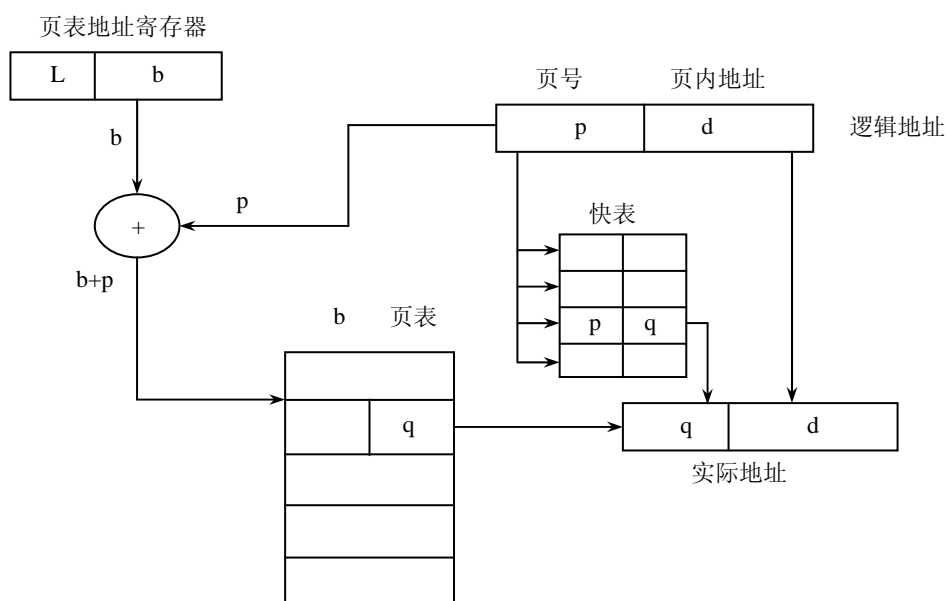 页表地址寄存器
L b
页号 页内地址
p d
逻辑地址
b
p
+
快表
b+p
p q
b 页表
q
q d
实际地址